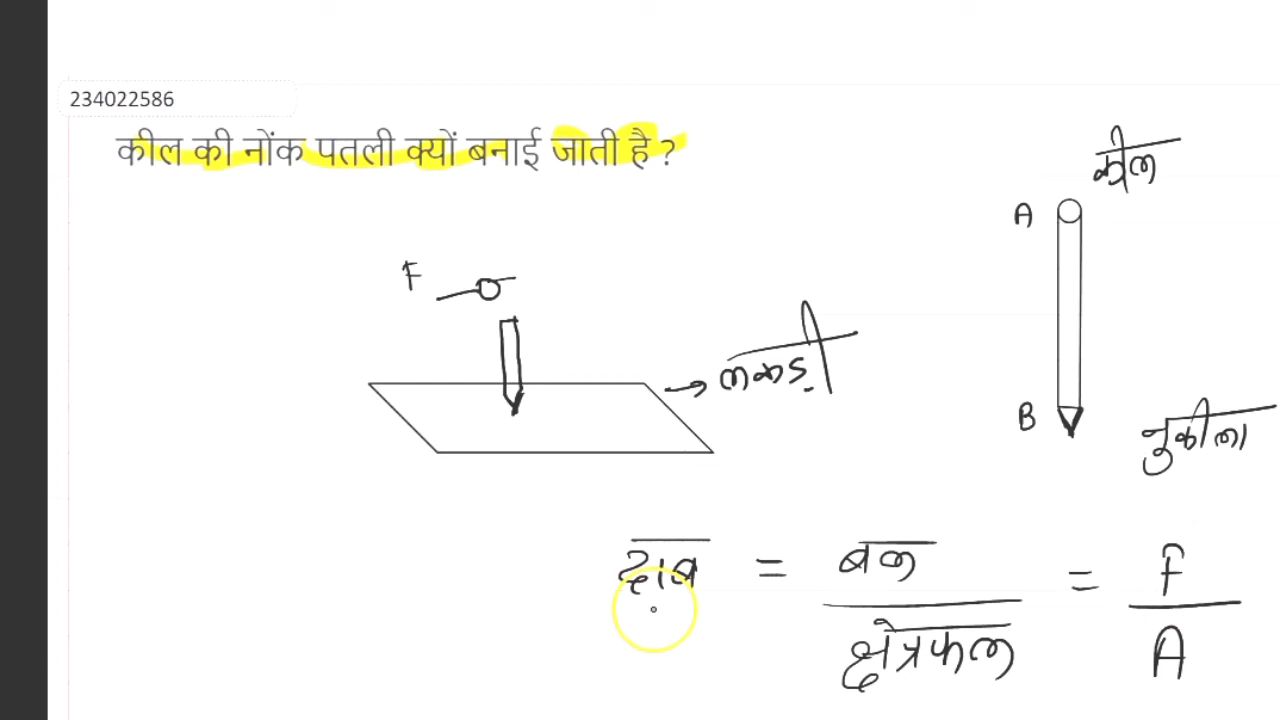 234022586
कील की नोंक पतली क्यों बनाई जाती है ?
कील
A
F
लकड़ी
B
नुकीला
दाब = बल / क्षेत्रफल = F / A